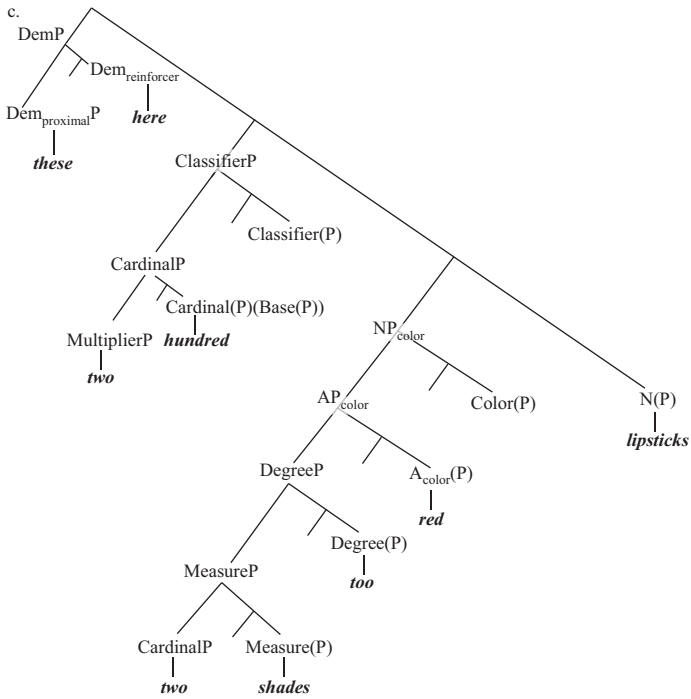 c.
DemP
Dem_reinforcer
Dem_proximalP
here
these
ClassifierP
Classifier(P)
CardinalP
Cardinal(P)(Base(P))
MultiplierP
hundred
two
NP_color
AP_color
Color(P)
N(P)
lipsticks
DegreeP
A_color(P)
red
Degree(P)
too
MeasureP
CardinalP
Measure(P)
two
shades